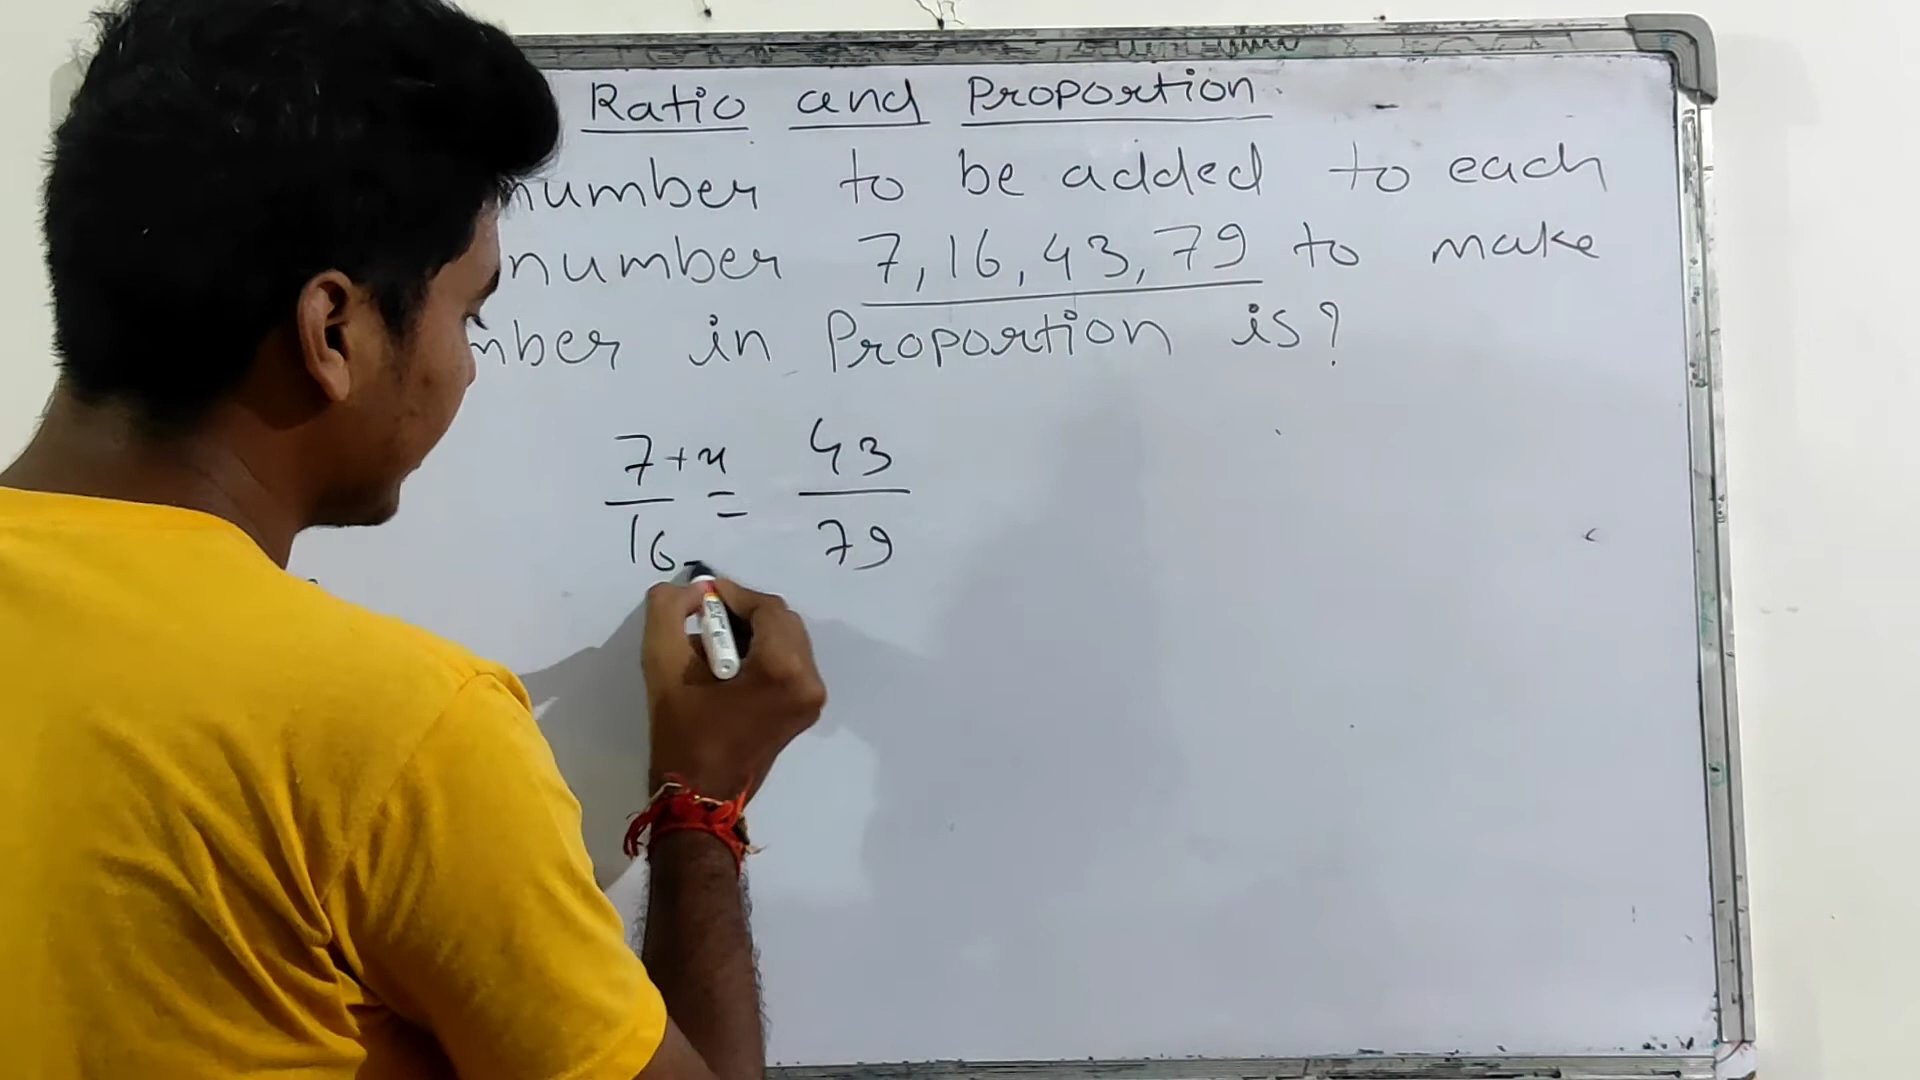 Ratio and Proportion
number to be added to each
number 7, 16, 43, 79 to make
mber in Proportion is?
7+x 43
=
16 79